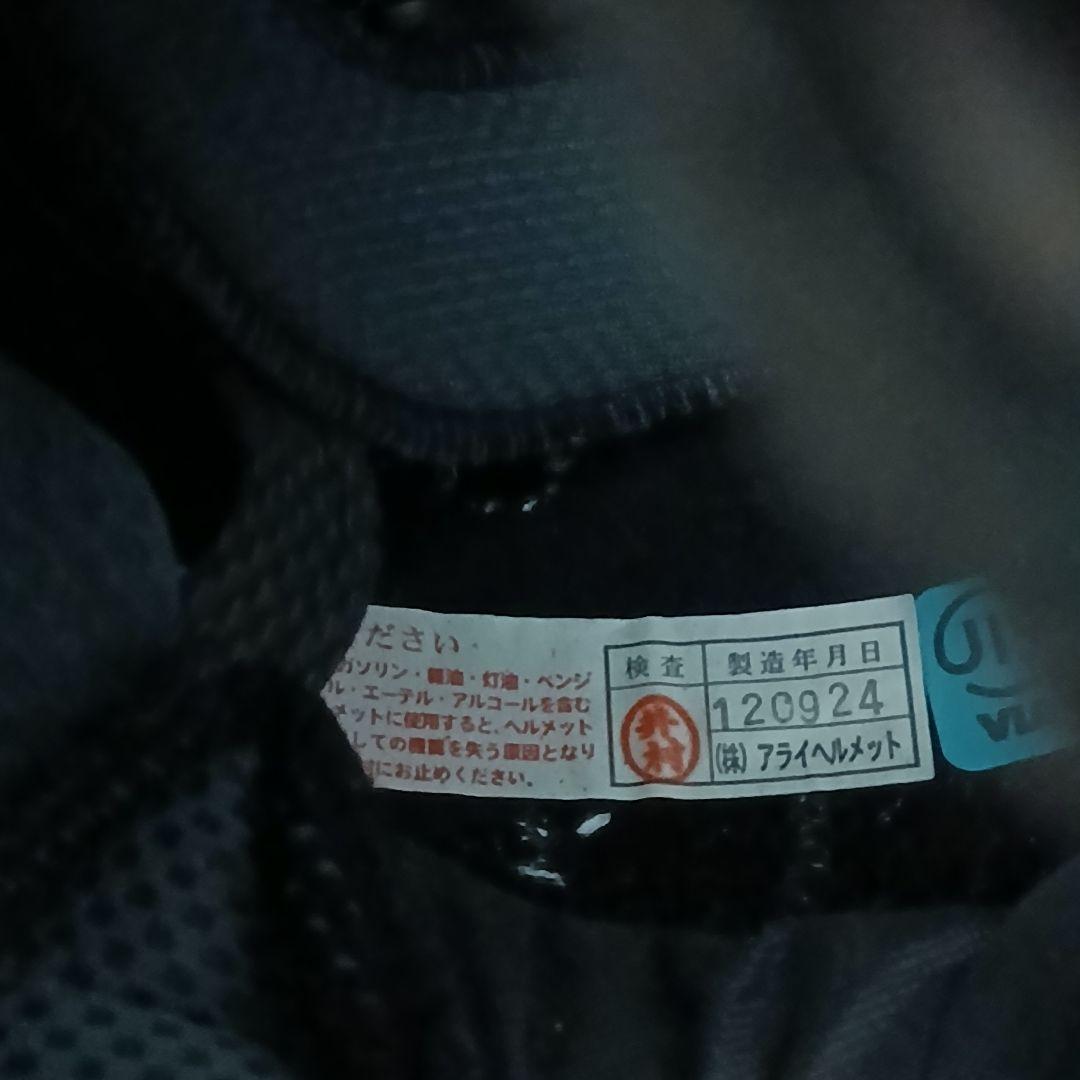 ださい
ソリン・軽油・灯油・ベンジ
ル・エーテル・アルコールを含む
メットに使用すると、ヘルメット
しての機能を失う原因となり
にお止めください。
検査
製造年月日
120924
(株)アライヘルメット